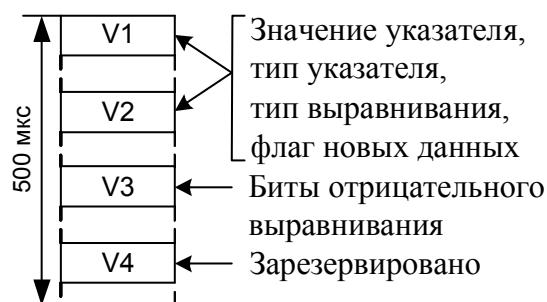 V1
V2
V3
V4
500 мкс
Значение указателя,
тип указателя,
тип выравнивания,
флаг новых данных
Биты отрицательного
выравнивания
Зарезервировано